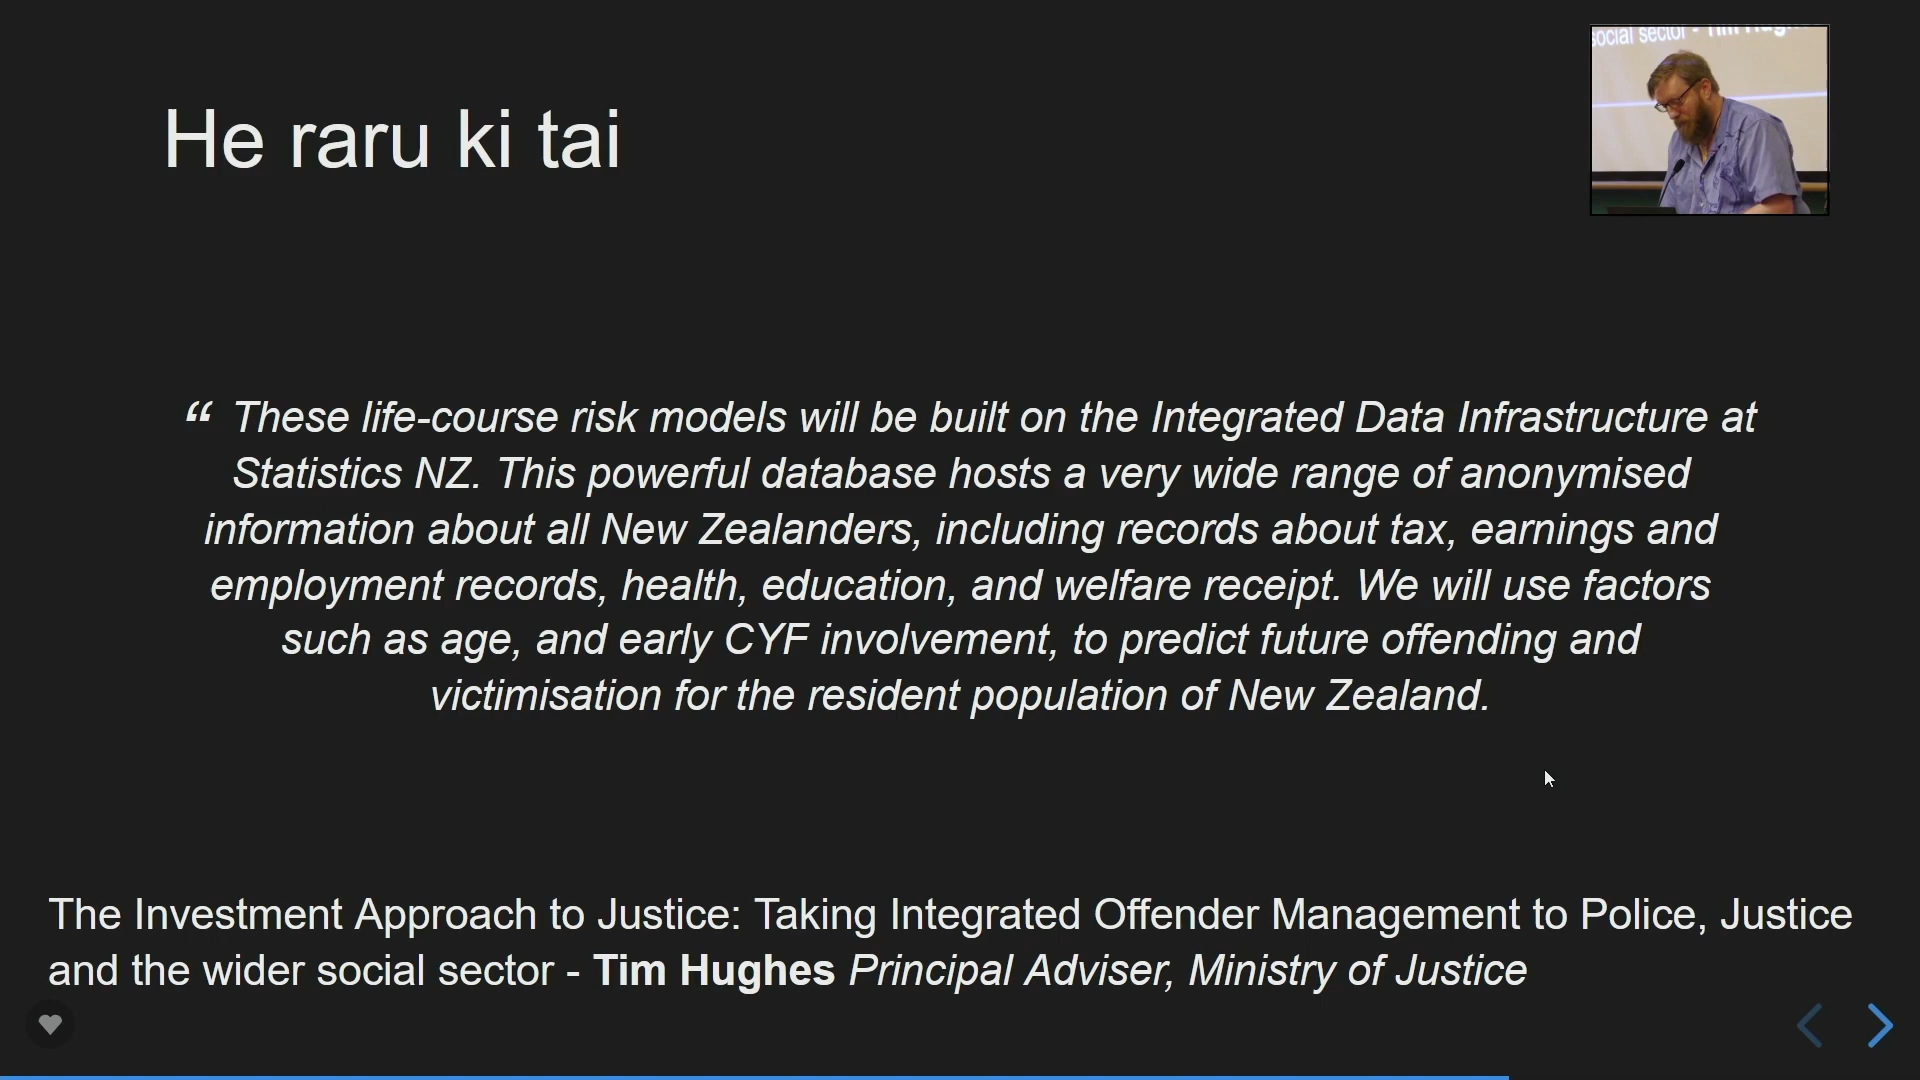 He raru ki tai
social sector - Tim Hugh
“ These life-course risk models will be built on the Integrated Data Infrastructure at
Statistics NZ. This powerful database hosts a very wide range of anonymised
information about all New Zealanders, including records about tax, earnings and
employment records, health, education, and welfare receipt. We will use factors
such as age, and early CYF involvement, to predict future offending and
victimisation for the resident population of New Zealand.
The Investment Approach to Justice: Taking Integrated Offender Management to Police, Justice
and the wider social sector - Tim Hughes Principal Adviser, Ministry of Justice